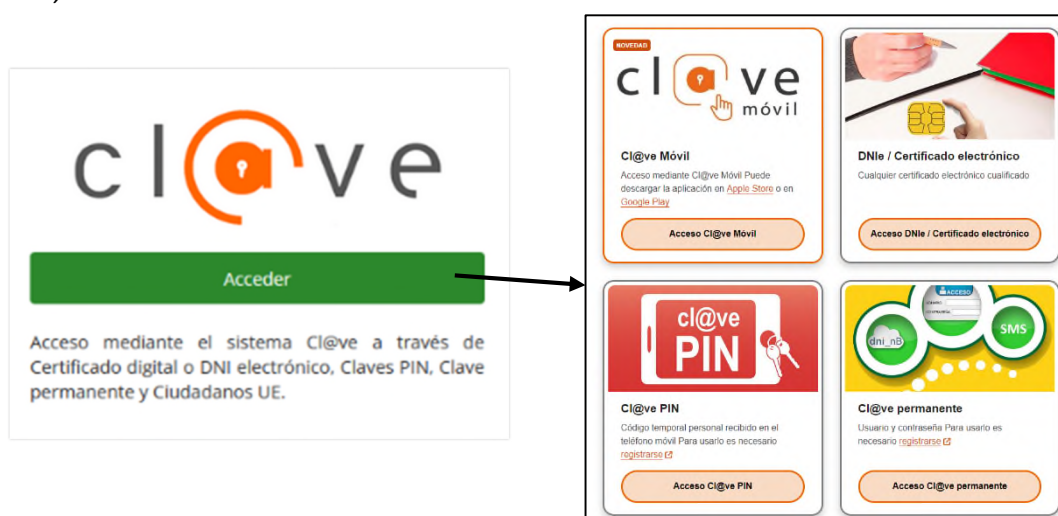 cl@ve
Acceder
Acceso mediante el sistema Cl@ve a través de
Certificado digital o DNI electrónico, Claves PIN, Clave
permanente y Ciudadanos UE.
NOVEDAD
cl@ve
móvil
Cl@ve Móvil
Acceso mediante Cl@ve Móvil Puede
descargar la aplicación en Apple Store o en
Google Play
Acceso Cl@ve Móvil
DNIe / Certificado electrónico
Cualquier certificado electrónico cualificado
Acceso DNIe / Certificado electrónico
cl@ve
PIN
Cl@ve PIN
Código temporal personal recibido en el
teléfono móvil Para usarlo es necesario
registrarse
Acceso Cl@ve PIN
ACCESO
dni_nB
SMS
Cl@ve permanente
Usuario y contraseña Para usarlo es
necesario registrarse
Acceso Cl@ve permanente